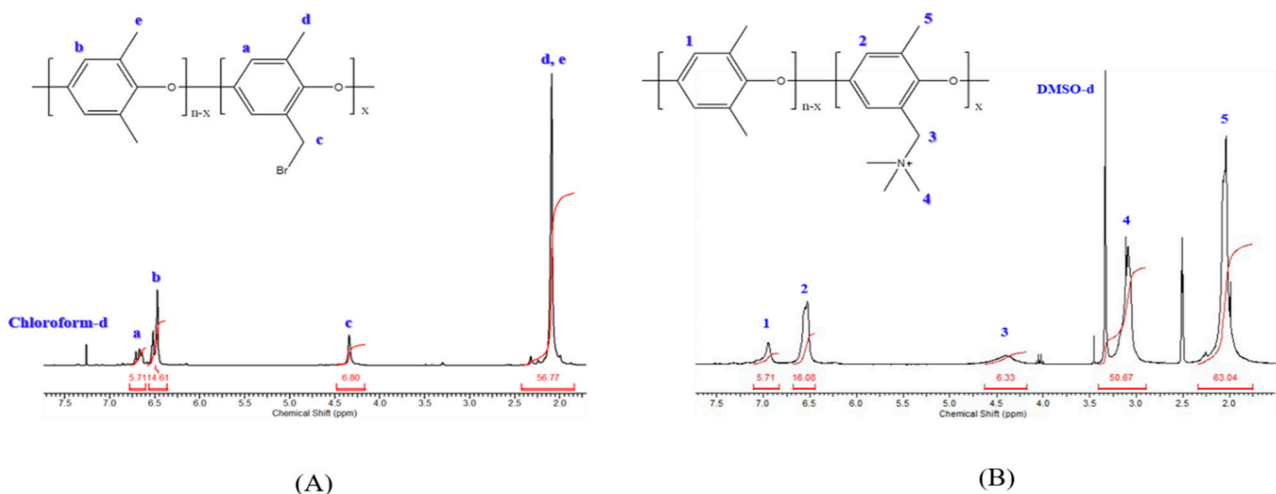 e
d
b
a
O
O
n-x
x
c
Br
d, e
b
Chloroform-d
a
c
5.71
14.61
6.80
56.77
7.5 7.0 6.5 6.0 5.5 5.0 4.5 4.0 3.5 3.0 2.5 2.0
Chemical Shift (ppm)
(A)
5
1
2
O
O
n-x
x
3
N+
4
DMSO-d
5
4
2
1
3
5.71
16.08
6.33
50.67
63.04
7.5 7.0 6.5 6.0 5.5 5.0 4.5 4.0 3.5 3.0 2.5 2.0
Chemical Shift (ppm)
(B)